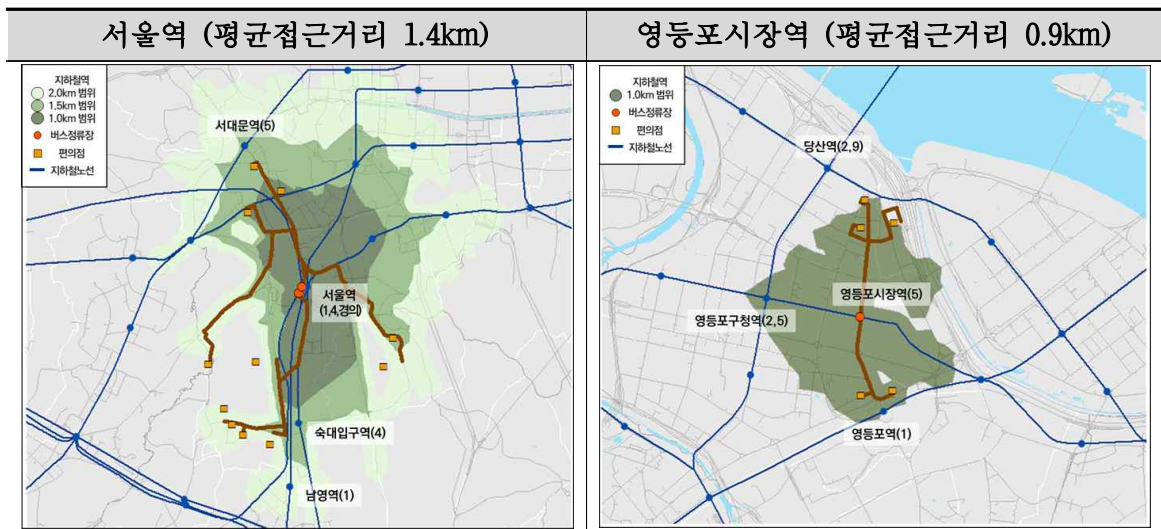 서울역 (평균접근거리 1.4km)
영등포시장역 (평균접근거리 0.9km)
지하철역
2.0km 범위
1.5km 범위
1.0km 범위
버스정류장
편의점
지하철노선
서대문역(5)
서울역
(1,4,경의)
숙대입구역(4)
남영역(1)
지하철역
1.0km 범위
버스정류장
편의점
지하철노선
당산역(2,9)
영등포시장역(5)
영등포구청역(2,5)
영등포역(1)